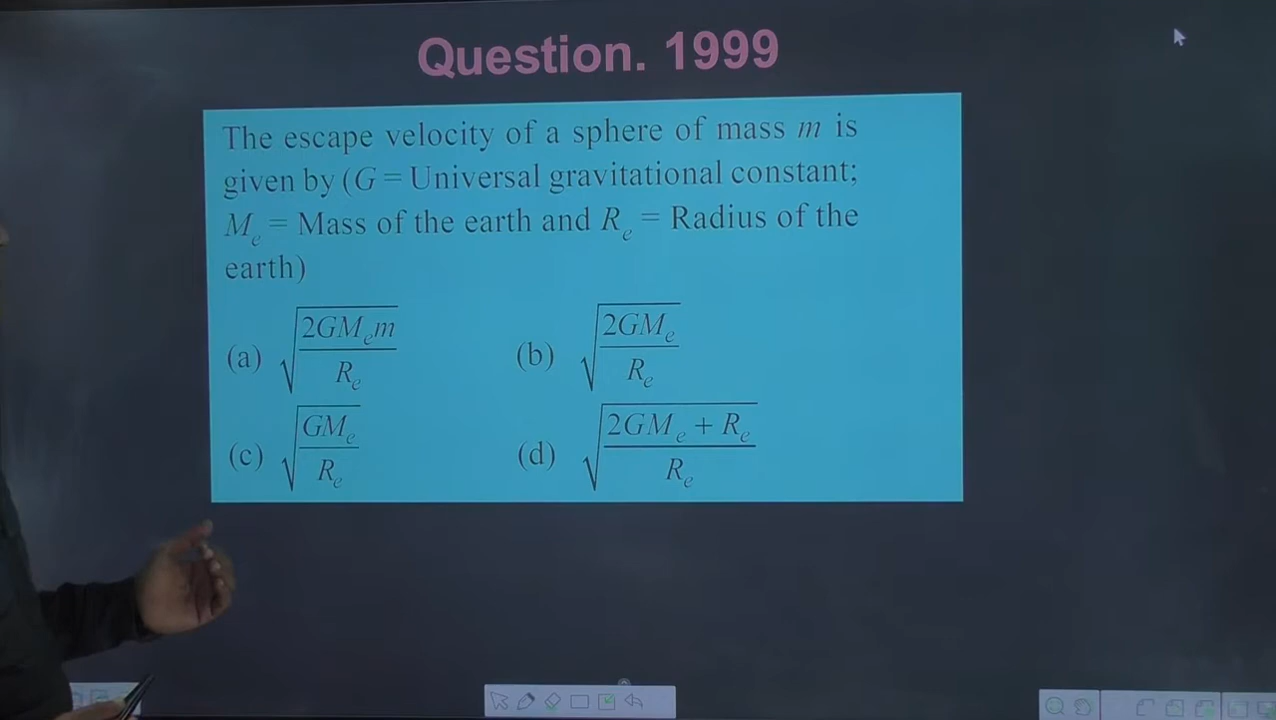 Question. 1999
The escape velocity of a sphere of mass m is
given by (G = Universal gravitational constant;
Mₑ = Mass of the earth and Rₑ = Radius of the
earth)
(a) √(2GMₑm / Rₑ) (b) √(2GMₑ / Rₑ)
(c) √(GMₑ / Rₑ) (d) √(2GMₑ + Rₑ / Rₑ)